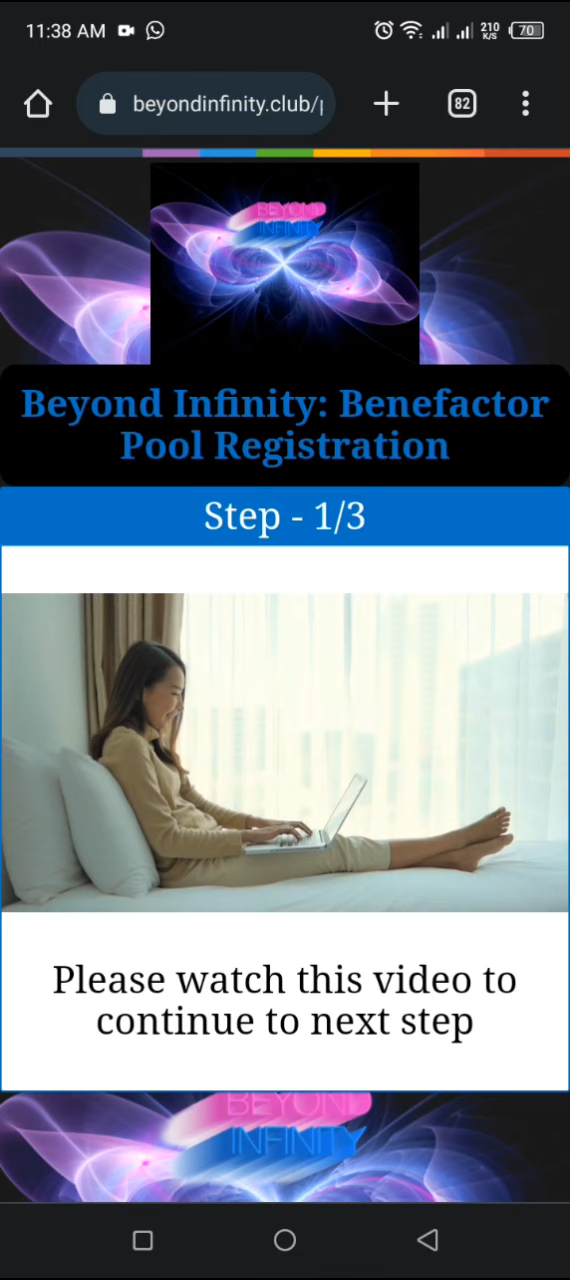 11:38 AM
210
K/S
70
beyondinfinity.club/
82
BEYOND
INFINITY
Beyond Infinity: Benefactor
Pool Registration
Step - 1/3
Please watch this video to
continue to next step
BEYOND
INFINITY